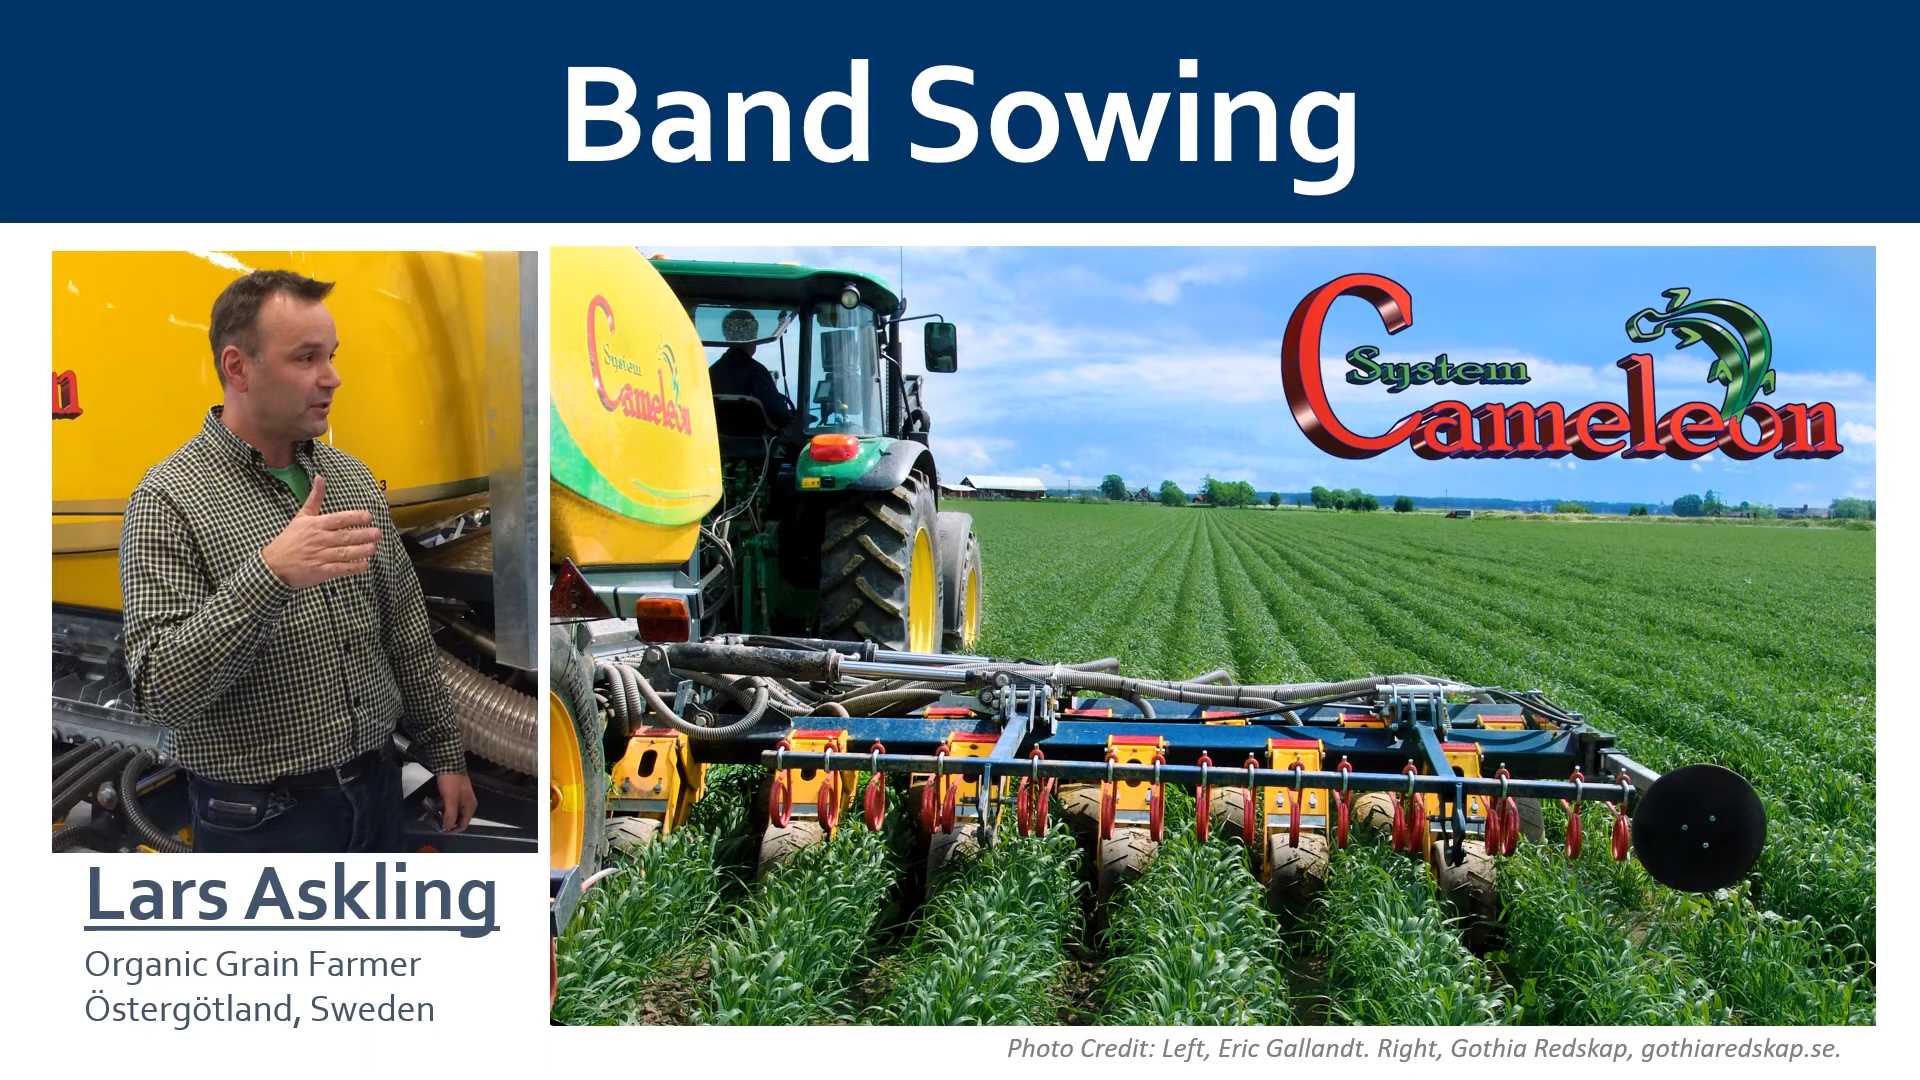 Band Sowing
n
3
System
Cameleon
System
Cameleon
Lars Askling
Organic Grain Farmer
Östergötland, Sweden
Photo Credit: Left, Eric Gallandt. Right, Gothia Redskap, gothiaredskap.se.